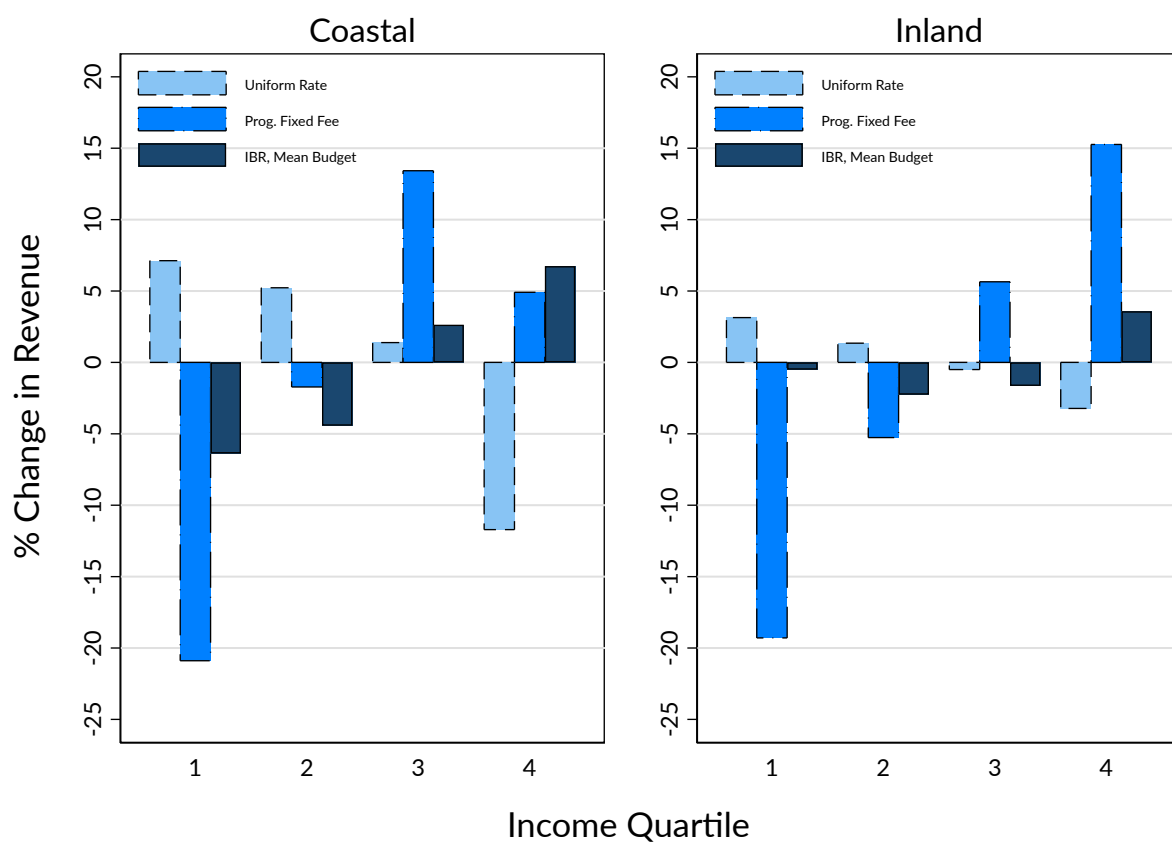 Coastal
Inland
% Change in Revenue
20
15
10
5
0
-5
-10
-15
-20
-25
Uniform Rate
Prog. Fixed Fee
IBR, Mean Budget
1 2 3 4
20
15
10
5
0
-5
-10
-15
-20
-25
Uniform Rate
Prog. Fixed Fee
IBR, Mean Budget
1 2 3 4
Income Quartile